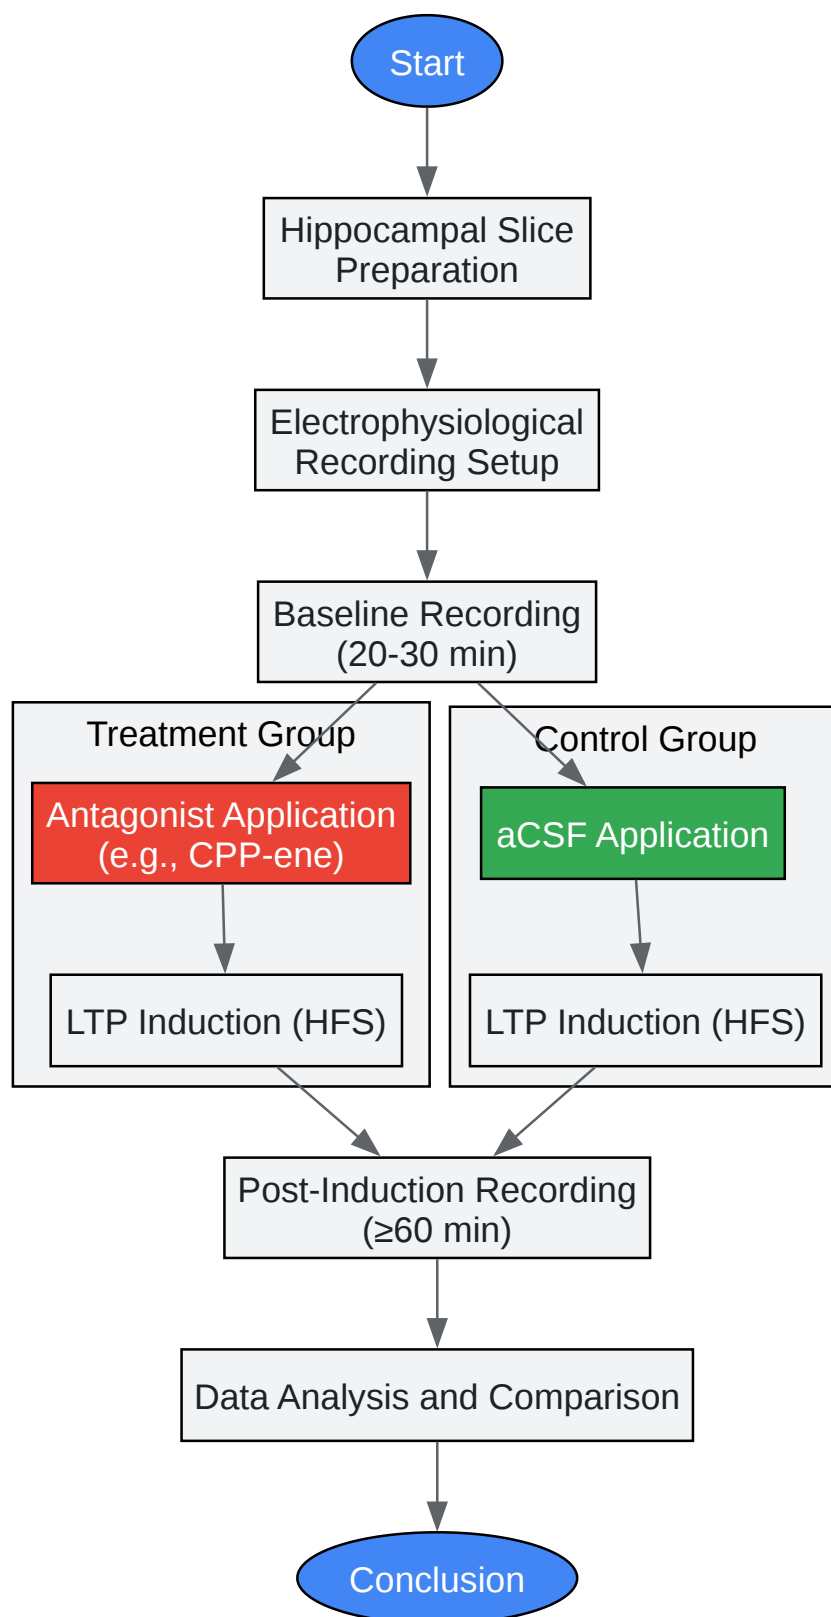 Start
Hippocampal Slice
Preparation
Electrophysiological
Recording Setup
Baseline Recording
(20-30 min)
Treatment Group
Antagonist Application
(e.g., CPP-ene)
LTP Induction (HFS)
Control Group
aCSF Application
LTP Induction (HFS)
Post-Induction Recording
(≥60 min)
Data Analysis and Comparison
Conclusion